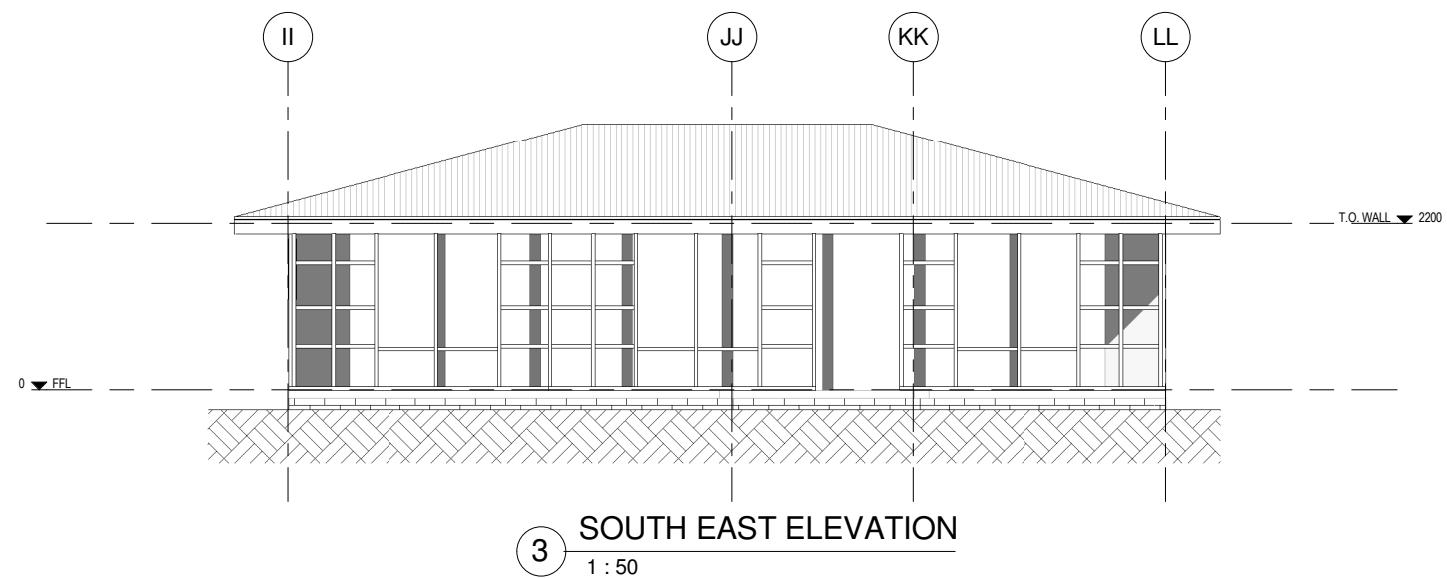 II JJ KK LL
T.O. WALL 2200
0 FFL
3 SOUTH EAST ELEVATION
1 : 50